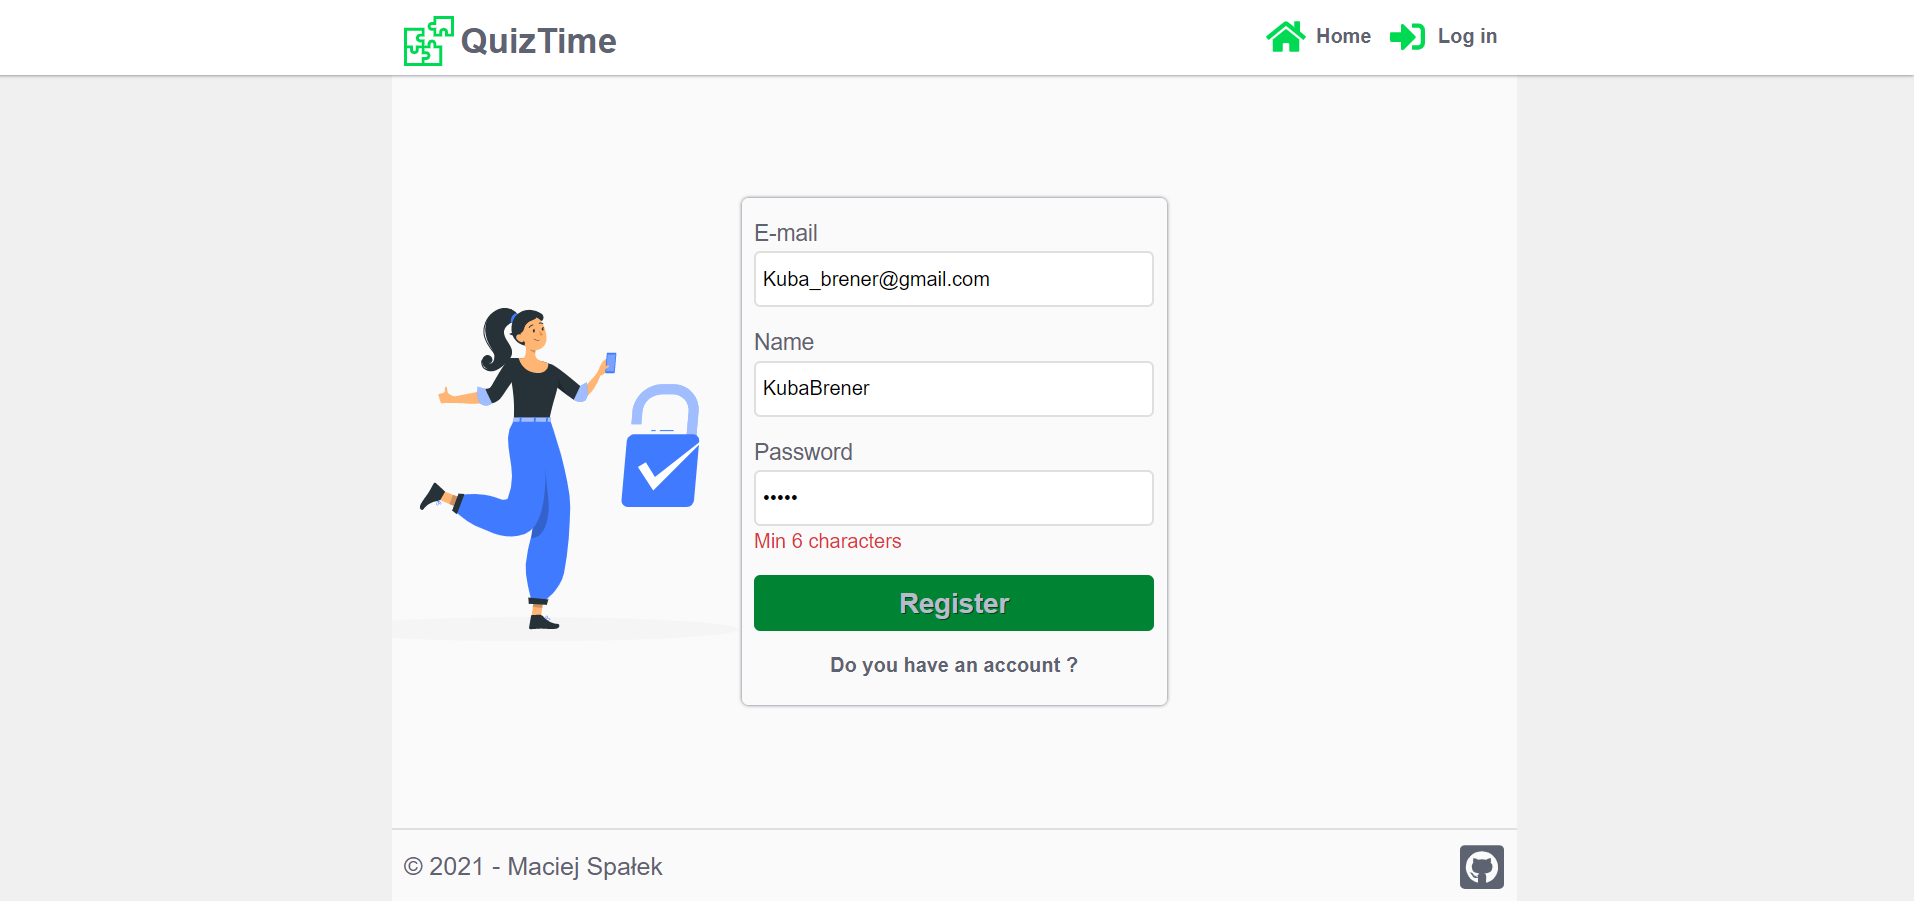 QuizTime
Home
Log in
E-mail
Kuba_brener@gmail.com
Name
KubaBrener
Password
•••••
Min 6 characters
Register
Do you have an account ?
© 2021 - Maciej Spałek